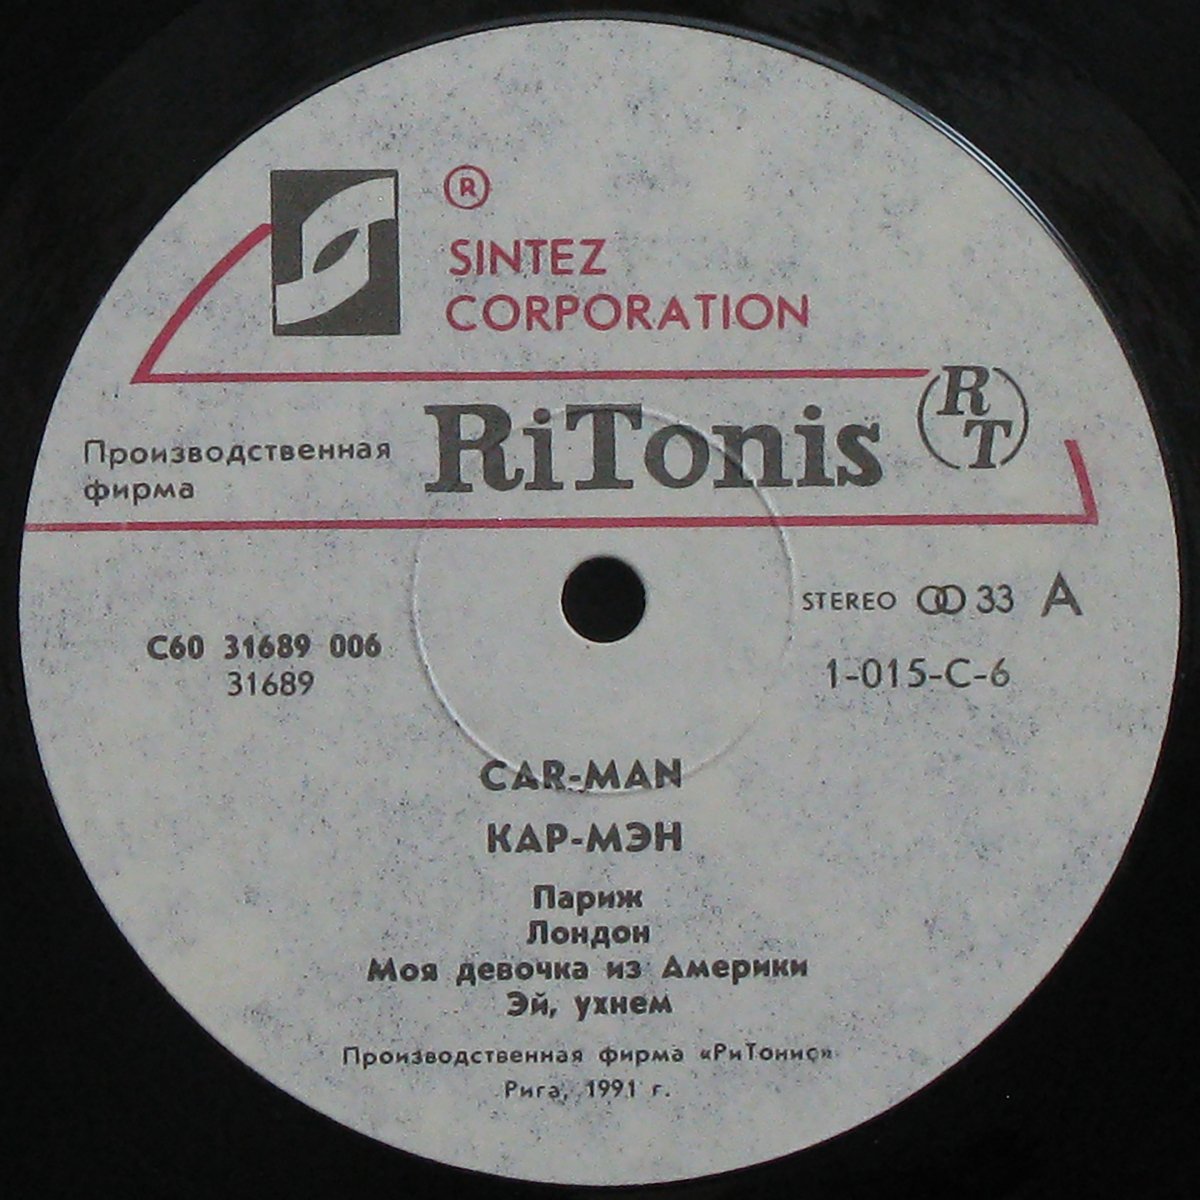 ®
SINTEZ
CORPORATION
Производственная
фирма
RiTonis
RT
STEREO 33 A
С60 31689 006
31689
1-015-С-6
CAR-MAN
КАР-МЭН
Париж
Лондон
Моя девочка из Америки
Эй, ухнем
Производственная фирма «РиТонис»
Рига, 1991 г.